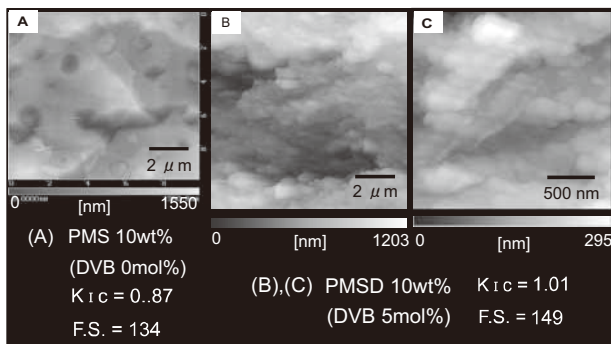 A
B
C
2 μm
2 μm
500 nm
0 [nm] 1550
0 [nm] 1203
0 [nm] 295
(A) PMS 10wt%
(DVB 0mol%)
K I C = 0..87
F.S. = 134
(B),(C) PMSD 10wt% K I C = 1.01
(DVB 5mol%) F.S. = 149